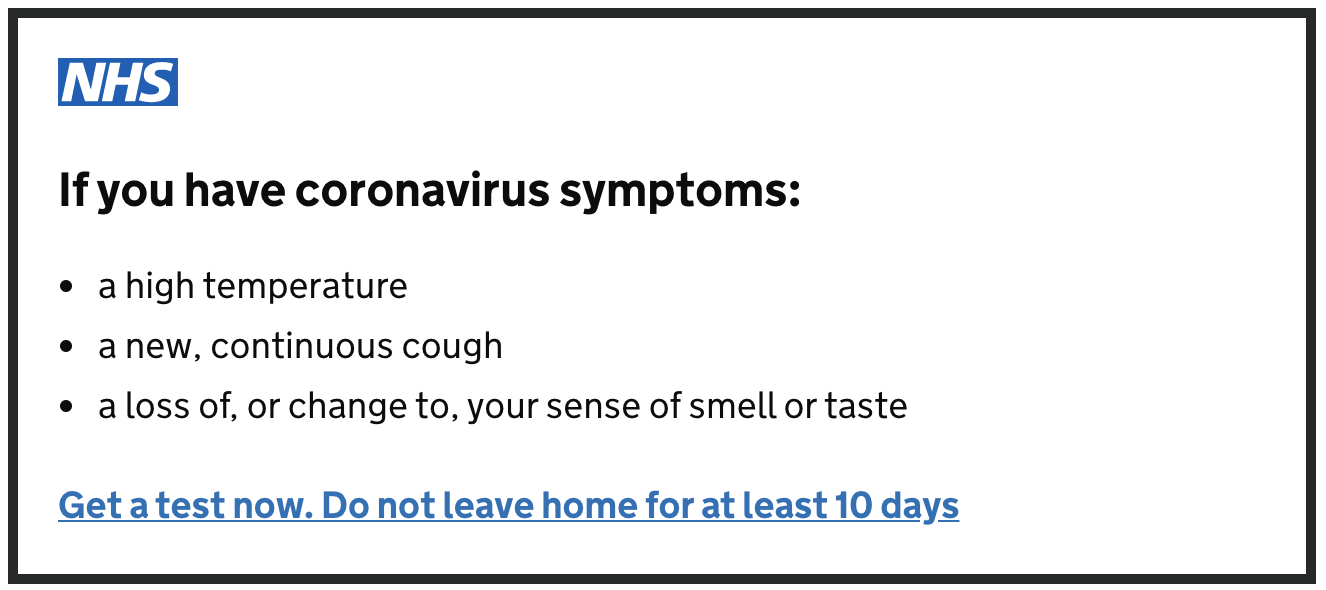 NHS
If you have coronavirus symptoms:
• a high temperature
• a new, continuous cough
• a loss of, or change to, your sense of smell or taste
Get a test now. Do not leave home for at least 10 days